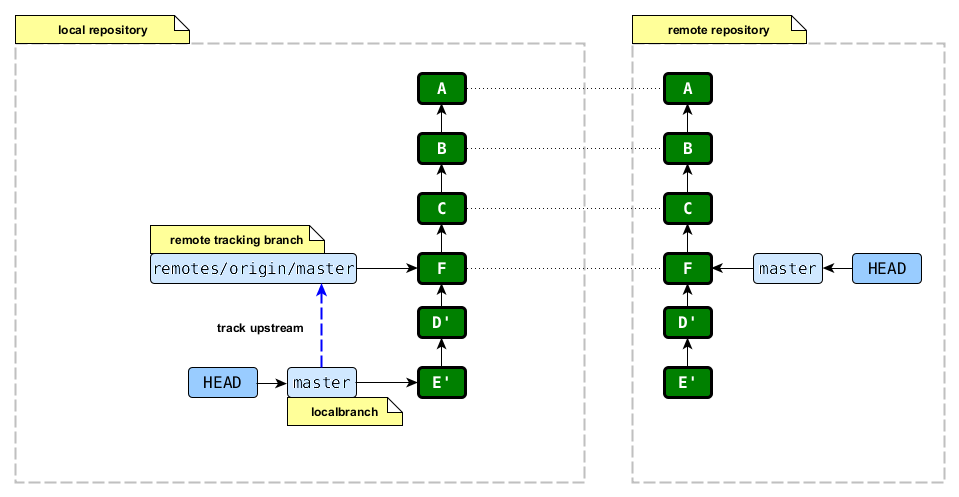 local repository
remote repository
A
A
B
B
C
C
remote tracking branch
remotes/origin/master
F
F
master
HEAD
track upstream
D'
D'
HEAD
master
E'
E'
localbranch